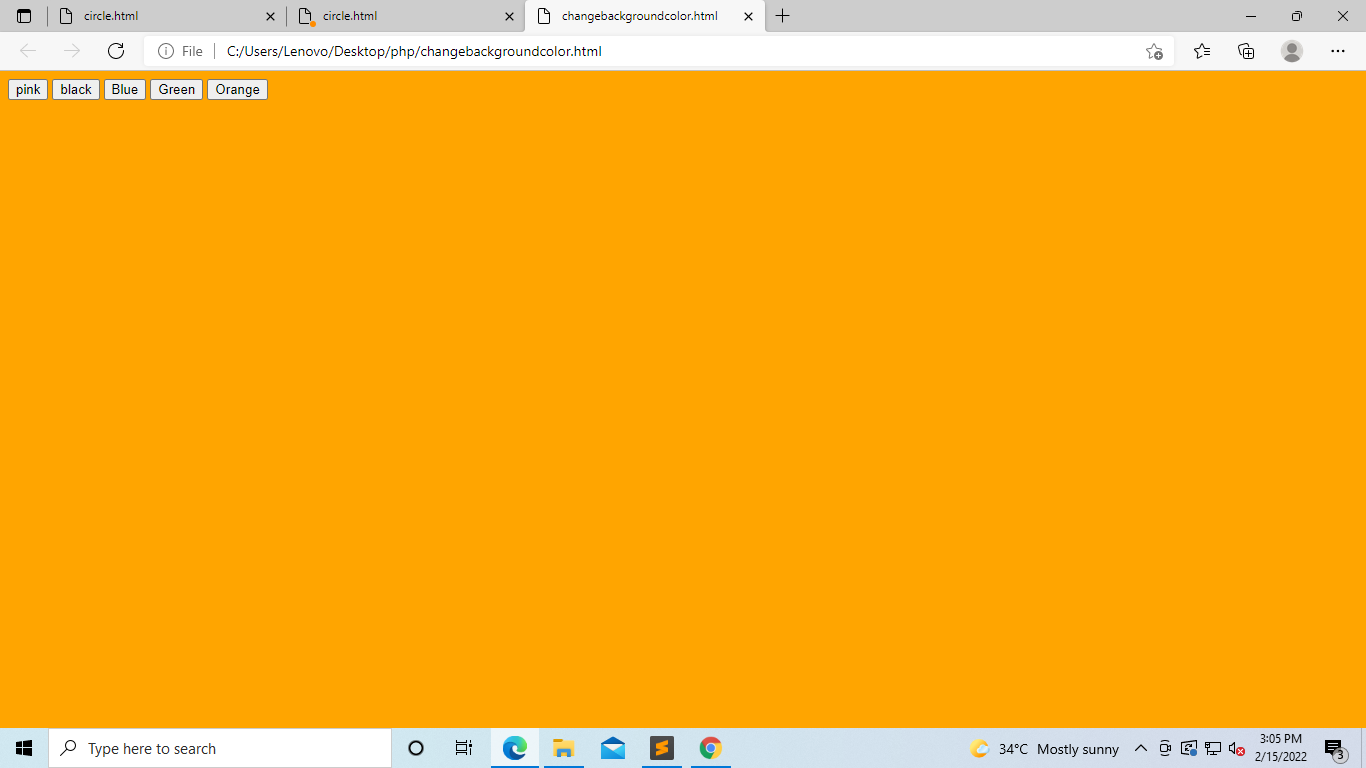 circle.html circle.html changebackgroundcolor.html
File C:/Users/Lenovo/Desktop/php/changebackgroundcolor.html
pink black Blue Green Orange
Type here to search 34°C Mostly sunny 3:05 PM
2/15/2022 3